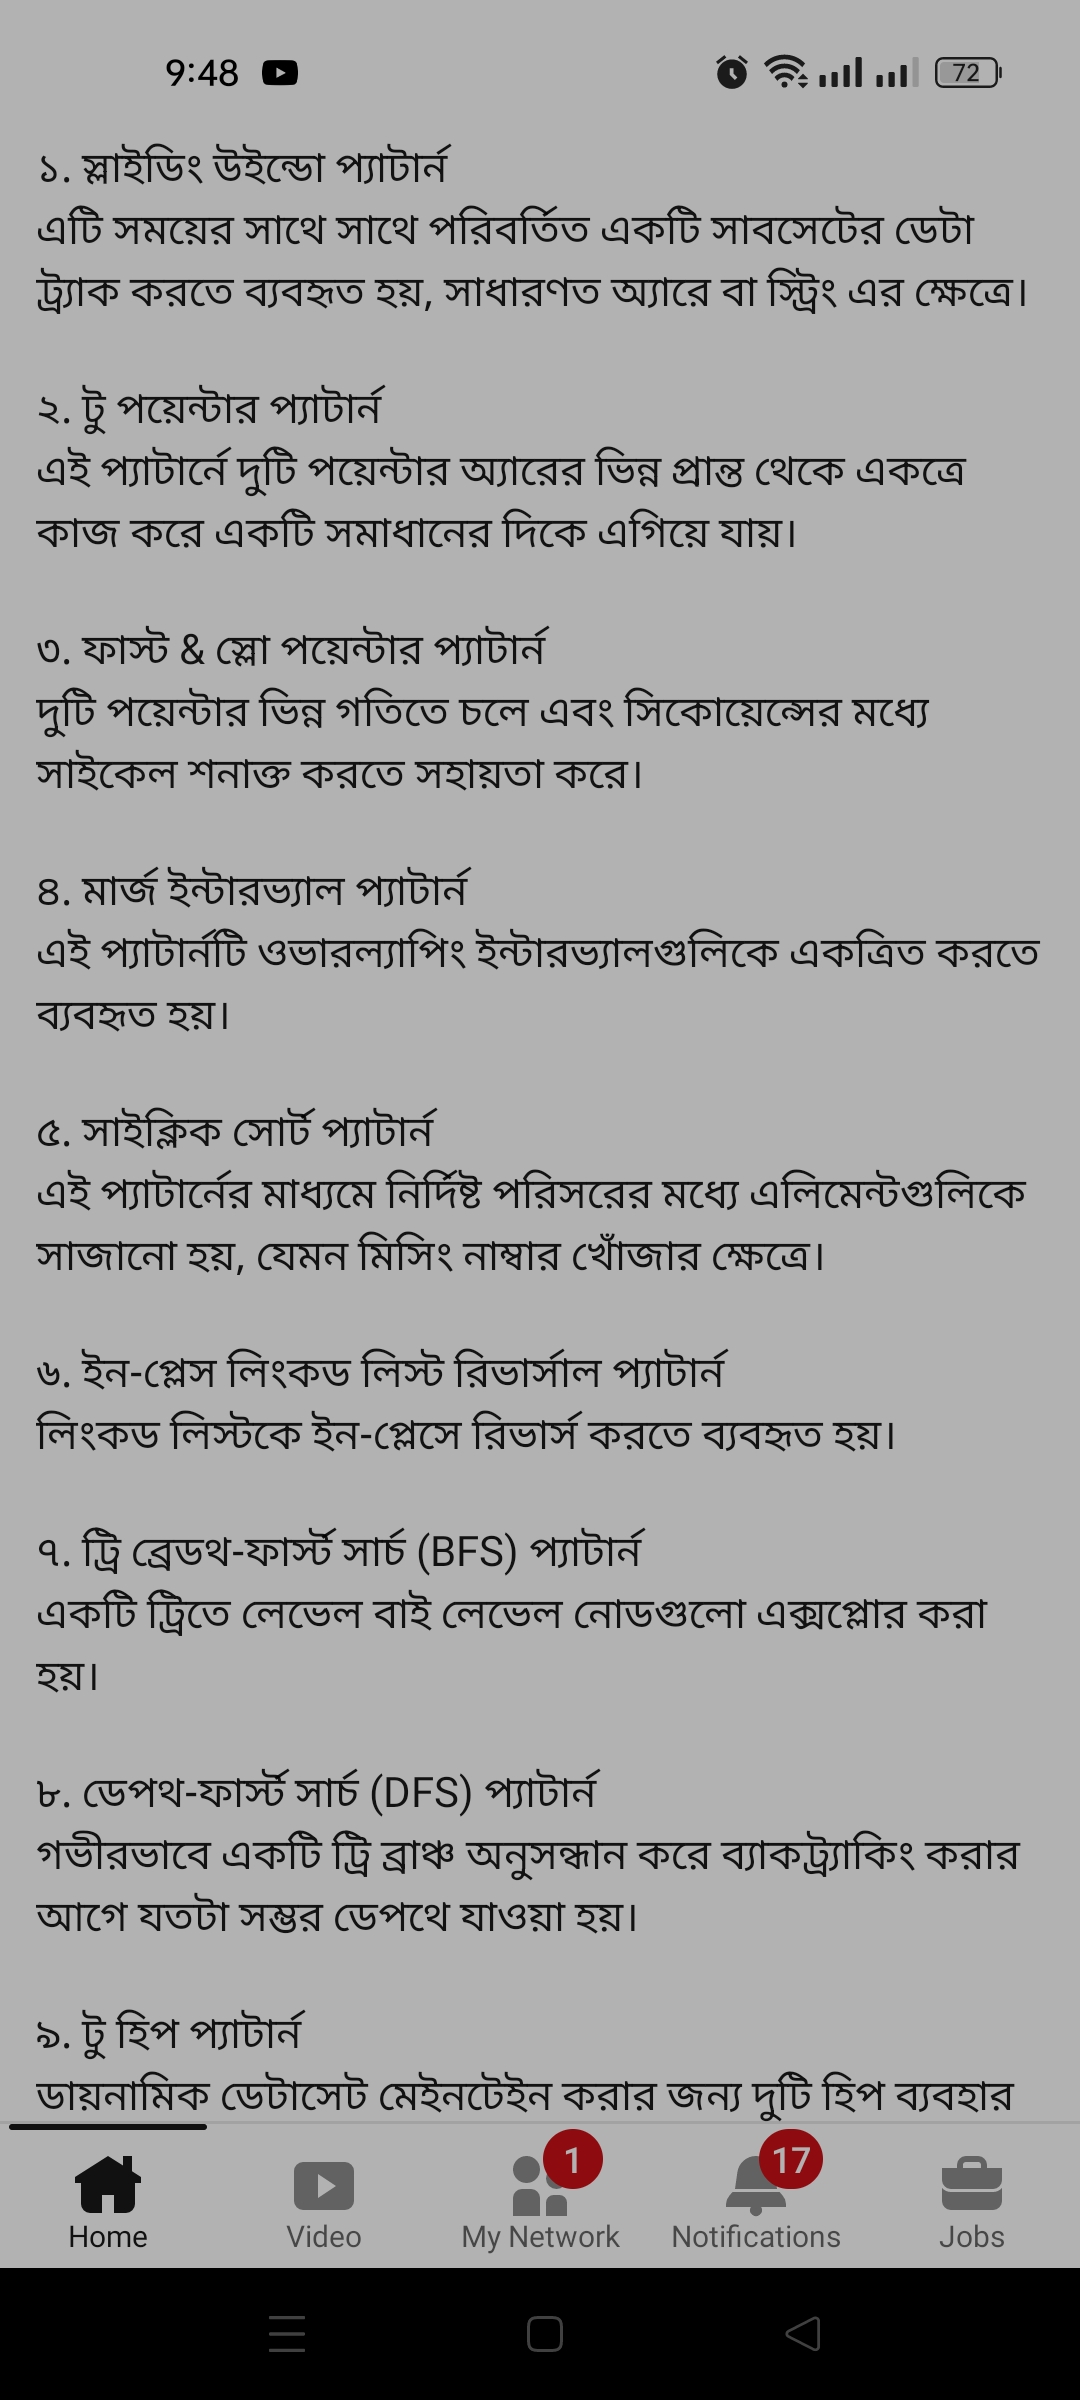 9:48
72
১. স্লাইডিং উইন্ডো প্যাটার্ন
এটি সময়ের সাথে সাথে পরিবর্তিত একটি সাবসেটের ডেটা
ট্র্যাক করতে ব্যবহৃত হয়, সাধারণত অ্যারে বা স্ট্রিং এর ক্ষেত্রে।
২. টু পয়েন্টার প্যাটার্ন
এই প্যাটার্নে দুটি পয়েন্টার অ্যারের ভিন্ন প্রান্ত থেকে একত্রে
কাজ করে একটি সমাধানের দিকে এগিয়ে যায়।
৩. ফাস্ট & স্লো পয়েন্টার প্যাটার্ন
দুটি পয়েন্টার ভিন্ন গতিতে চলে এবং সিকোয়েন্সের মধ্যে
সাইকেল শনাক্ত করতে সহায়তা করে।
৪. মার্জ ইন্টারভ্যাল প্যাটার্ন
এই প্যাটার্নটি ওভারল্যাপিং ইন্টারভ্যালগুলিকে একত্রিত করতে
ব্যবহৃত হয়।
৫. সাইক্লিক সোর্ট প্যাটার্ন
এই প্যাটার্নের মাধ্যমে নির্দিষ্ট পরিসরের মধ্যে এলিমেন্টগুলিকে
সাজানো হয়, যেমন মিসিং নাম্বার খোঁজার ক্ষেত্রে।
৬. ইন-প্লেস লিংকড লিস্ট রিভার্সাল প্যাটার্ন
লিংকড লিস্টকে ইন-প্লেসে রিভার্স করতে ব্যবহৃত হয়।
৭. ট্রি ব্রেডথ-ফার্স্ট সার্চ (BFS) প্যাটার্ন
একটি ট্রিতে লেভেল বাই লেভেল নোডগুলো এক্সপ্লোর করা
হয়।
৮. ডেপথ-ফার্স্ট সার্চ (DFS) প্যাটার্ন
গভীরভাবে একটি ট্রি ব্রাঞ্চ অনুসন্ধান করে ব্যাকট্র্যাকিং করার
আগে যতটা সম্ভর ডেপথে যাওয়া হয়।
৯. টু হিপ প্যাটার্ন
ডায়নামিক ডেটাসেট মেইনটেইন করার জন্য দুটি হিপ ব্যবহার
1 17
Home Video My Network Notifications Jobs